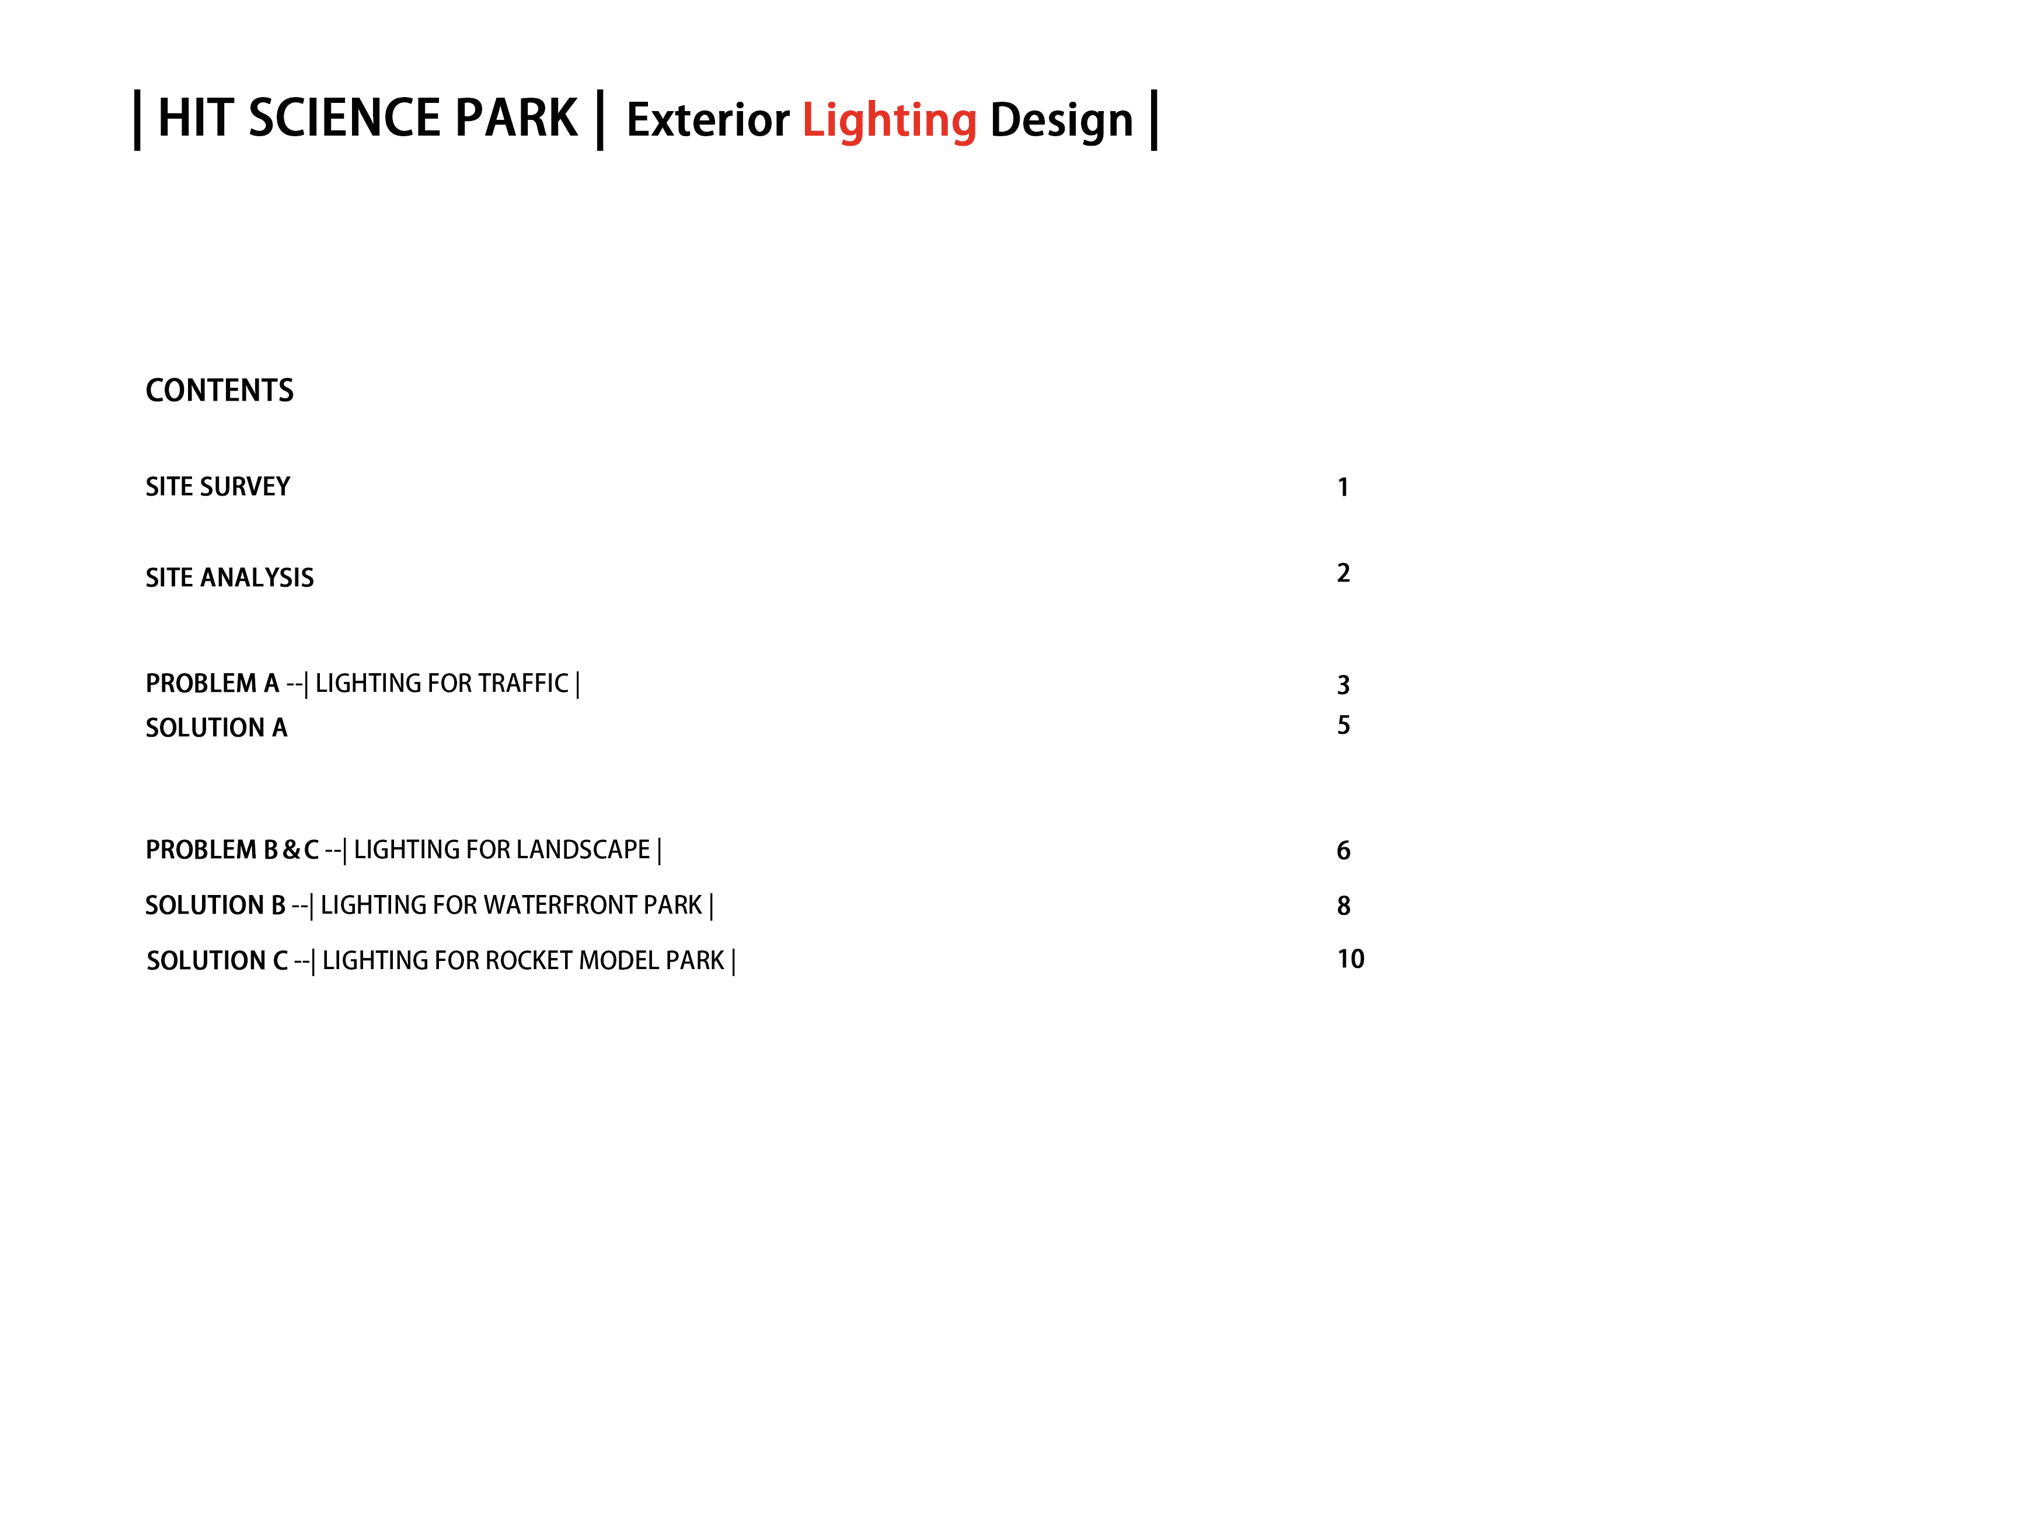 | HIT SCIENCE PARK | Exterior Lighting Design |
CONTENTS
SITE SURVEY 1
SITE ANALYSIS 2
PROBLEM A --| LIGHTING FOR TRAFFIC | 3
SOLUTION A 5
PROBLEM B & C --| LIGHTING FOR LANDSCAPE | 6
SOLUTION B --| LIGHTING FOR WATERFRONT PARK | 8
SOLUTION C --| LIGHTING FOR ROCKET MODEL PARK | 10